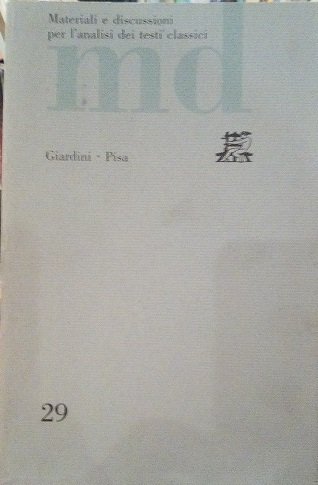 Materiali e discussioni
per l'analisi dei testi classici
md
Giardini · Pisa
29